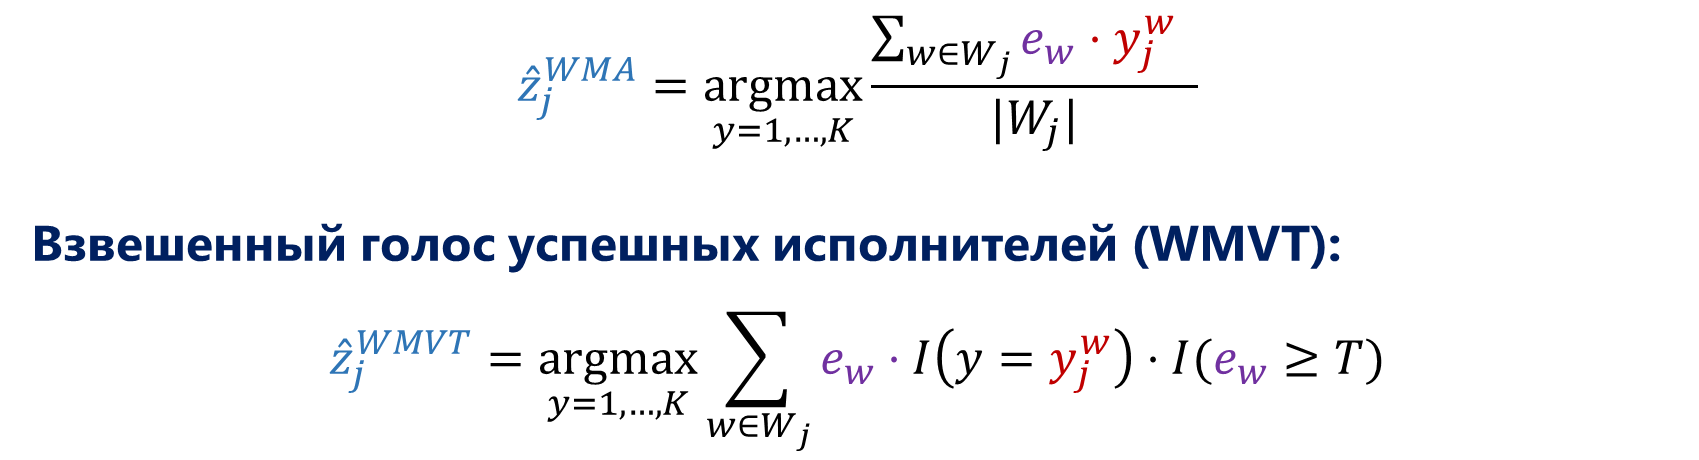 ẑ_j^{WMA} = argmax_{y=1,…,K} \frac{∑_{w∈W_j} e_w · y_j^w}{|W_j|}
Взвешенный голос успешных исполнителей (WMVT):
ẑ_j^{WMVT} = argmax_{y=1,…,K} ∑_{w∈W_j} e_w · I(y = y_j^w) · I(e_w ≥ T)